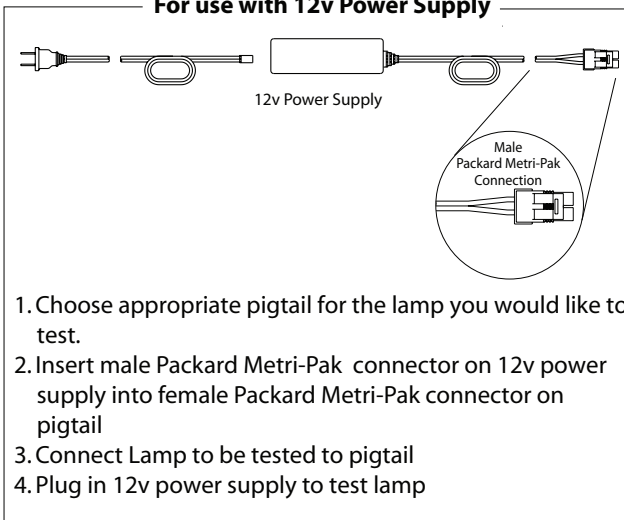 For use with 12v Power Supply
12v Power Supply
Male
Packard Metri-Pak
Connection
1. Choose appropriate pigtail for the lamp you would like to
test.
2. Insert male Packard Metri-Pak connector on 12v power
supply into female Packard Metri-Pak connector on
pigtail
3. Connect Lamp to be tested to pigtail
4. Plug in 12v power supply to test lamp